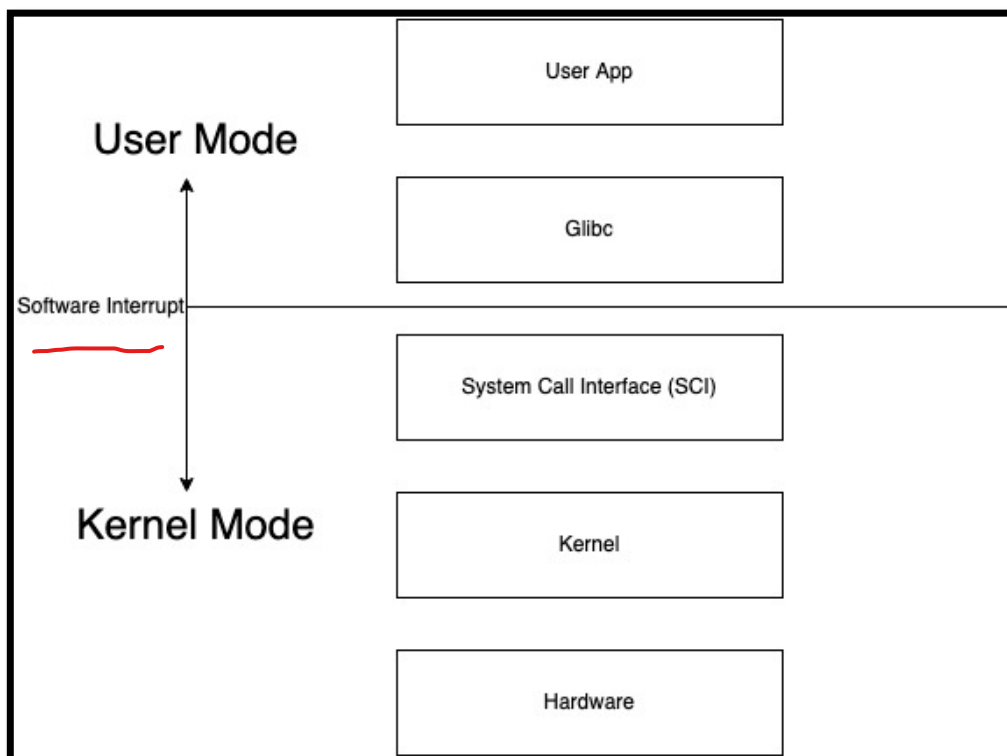 User App
User Mode
Glibc
Software Interrupt
System Call Interface (SCI)
Kernel Mode
Kernel
Hardware